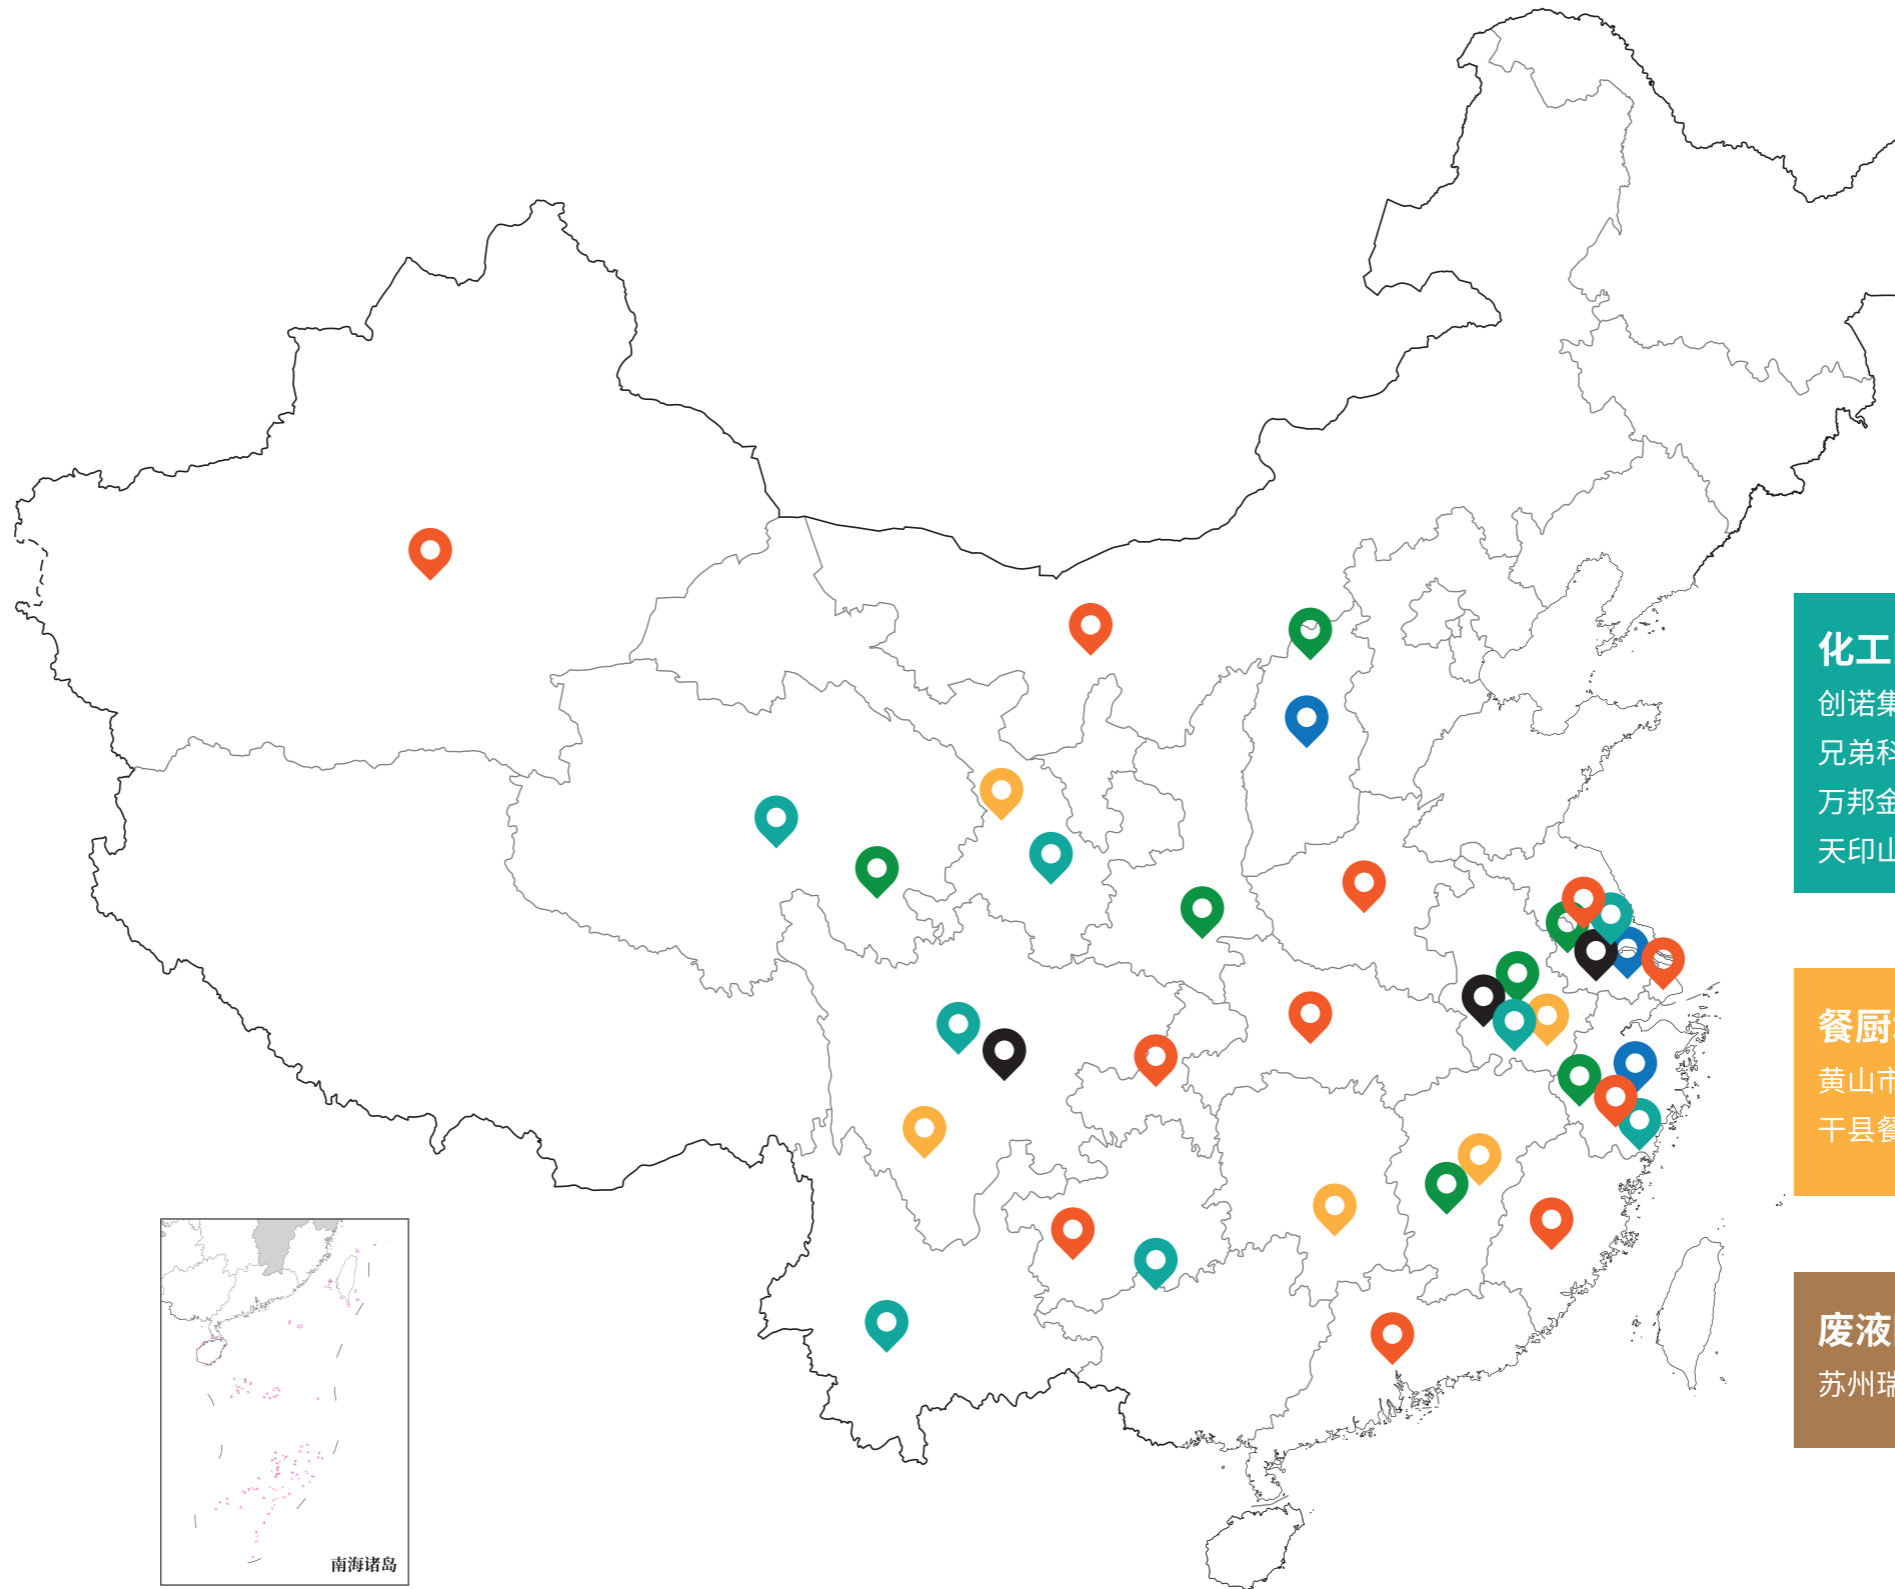 化工
创诺集
兄弟科
万邦金
天印山
餐厨
黄山市
干县餐
废液
苏州瑞
南海诸岛